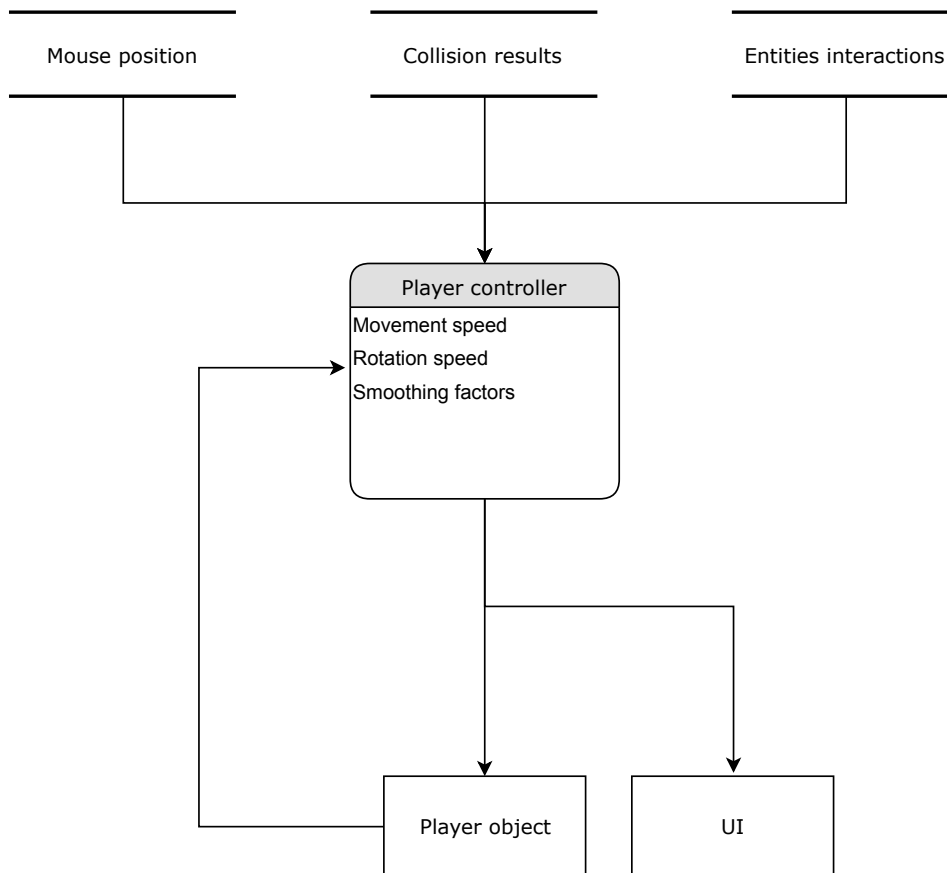 Mouse position
Collision results
Entities interactions
Player controller
Movement speed
Rotation speed
Smoothing factors
Player object
UI